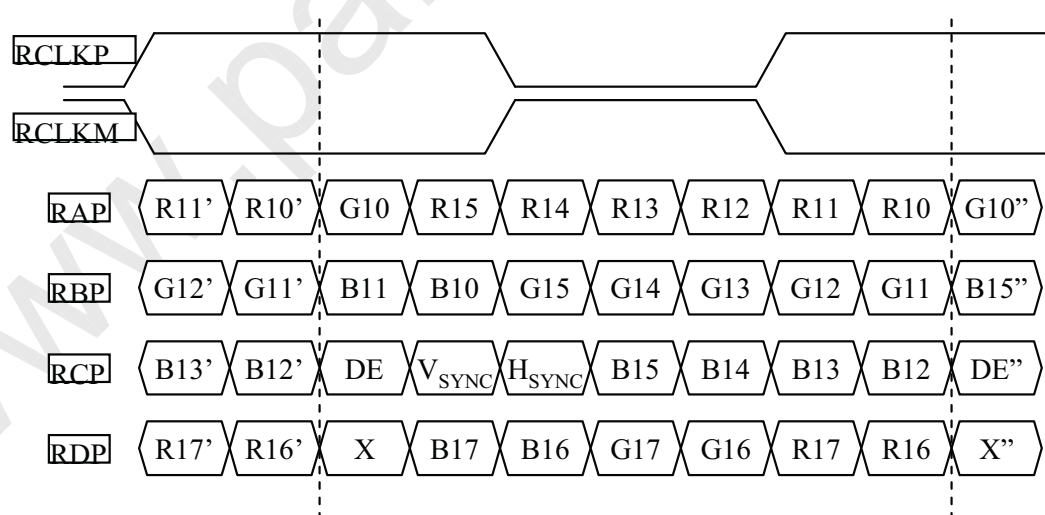 RCLKP
RCLKM
RAP R11’ R10’ G10 R15 R14 R13 R12 R11 R10 G10”
RBP G12’ G11’ B11 B10 G15 G14 G13 G12 G11 B15”
RCP B13’ B12’ DE VSYNC HSYNC B15 B14 B13 B12 DE”
RDP R17’ R16’ X B17 B16 G17 G16 R17 R16 X”
www.pa